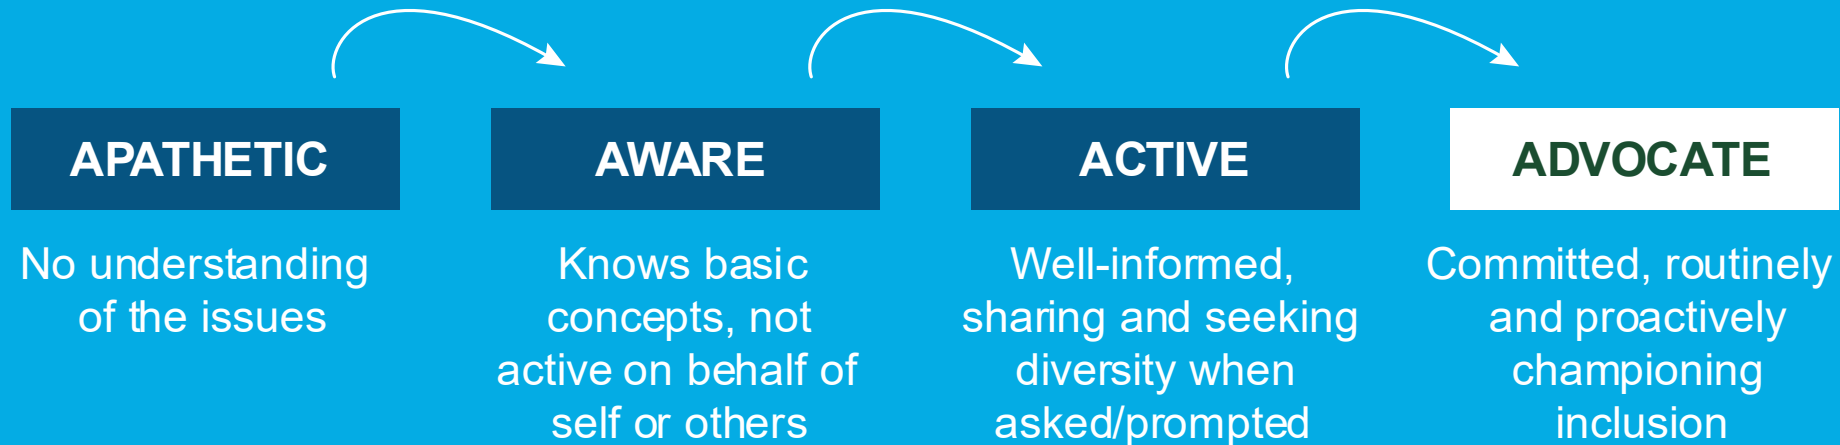 APATHETIC
No understanding
of the issues
AWARE
Knows basic
concepts, not
active on behalf of
self or others
ACTIVE
Well-informed,
sharing and seeking
diversity when
asked/prompted
ADVOCATE
Committed, routinely
and proactively
championing
inclusion